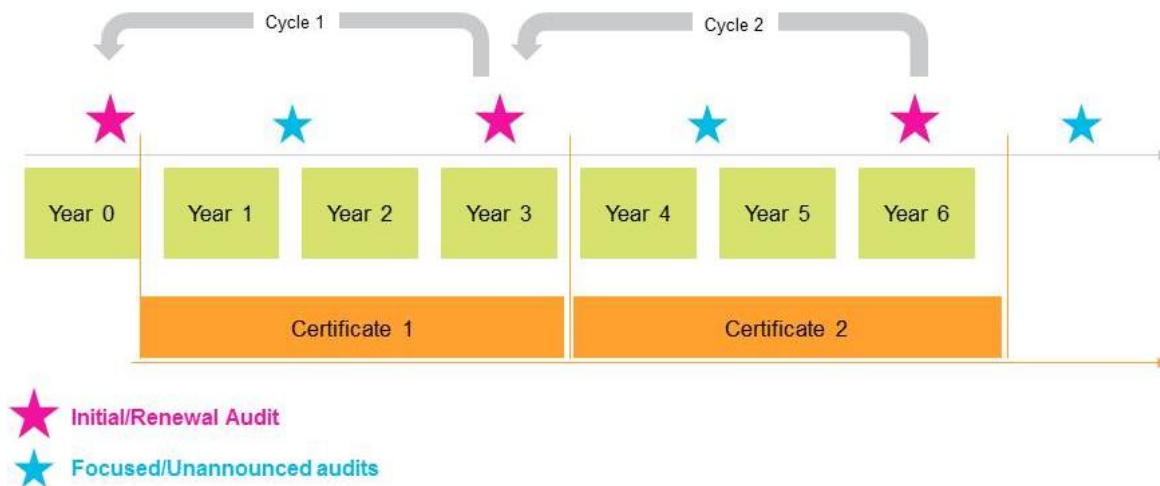 Cycle 1
Cycle 2
Year 0
Year 1
Year 2
Year 3
Year 4
Year 5
Year 6
Certificate 1
Certificate 2
Initial/Renewal Audit
Focused/Unannounced audits